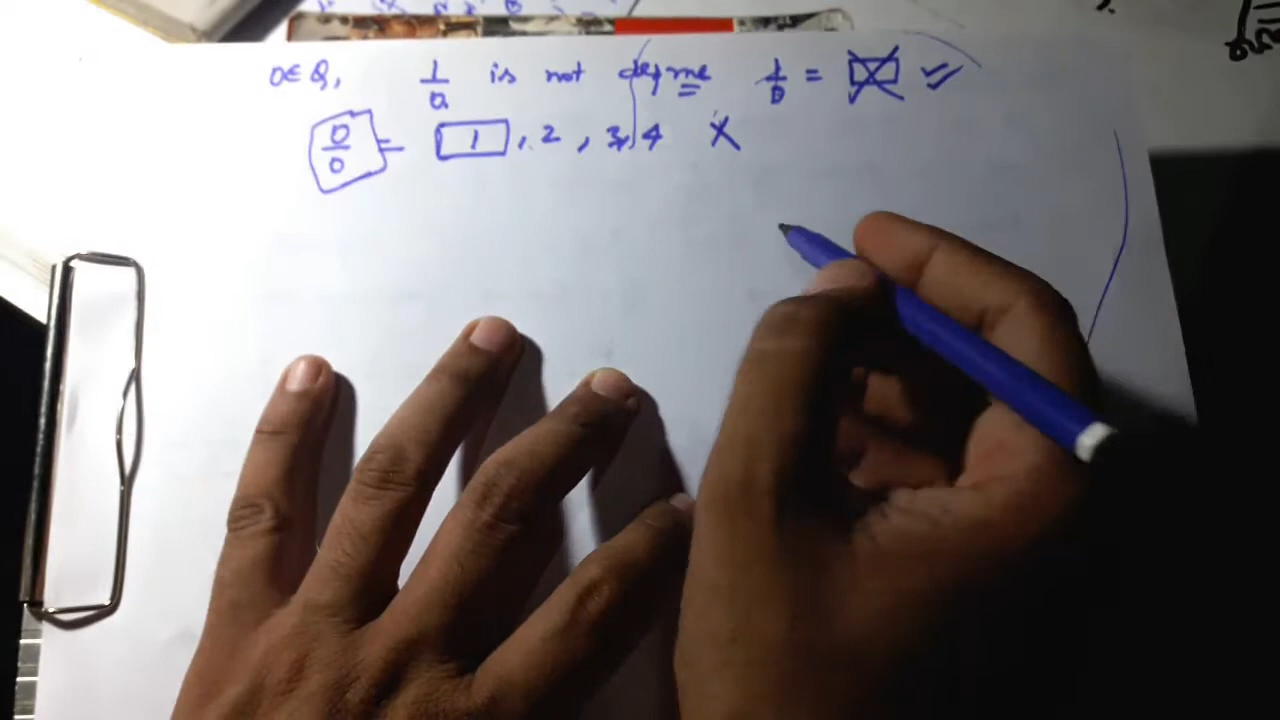 0 ∈ Q, 1/0 is not define 1/0 = ✓✓
0/0 = 1, 2, 3, 4 X